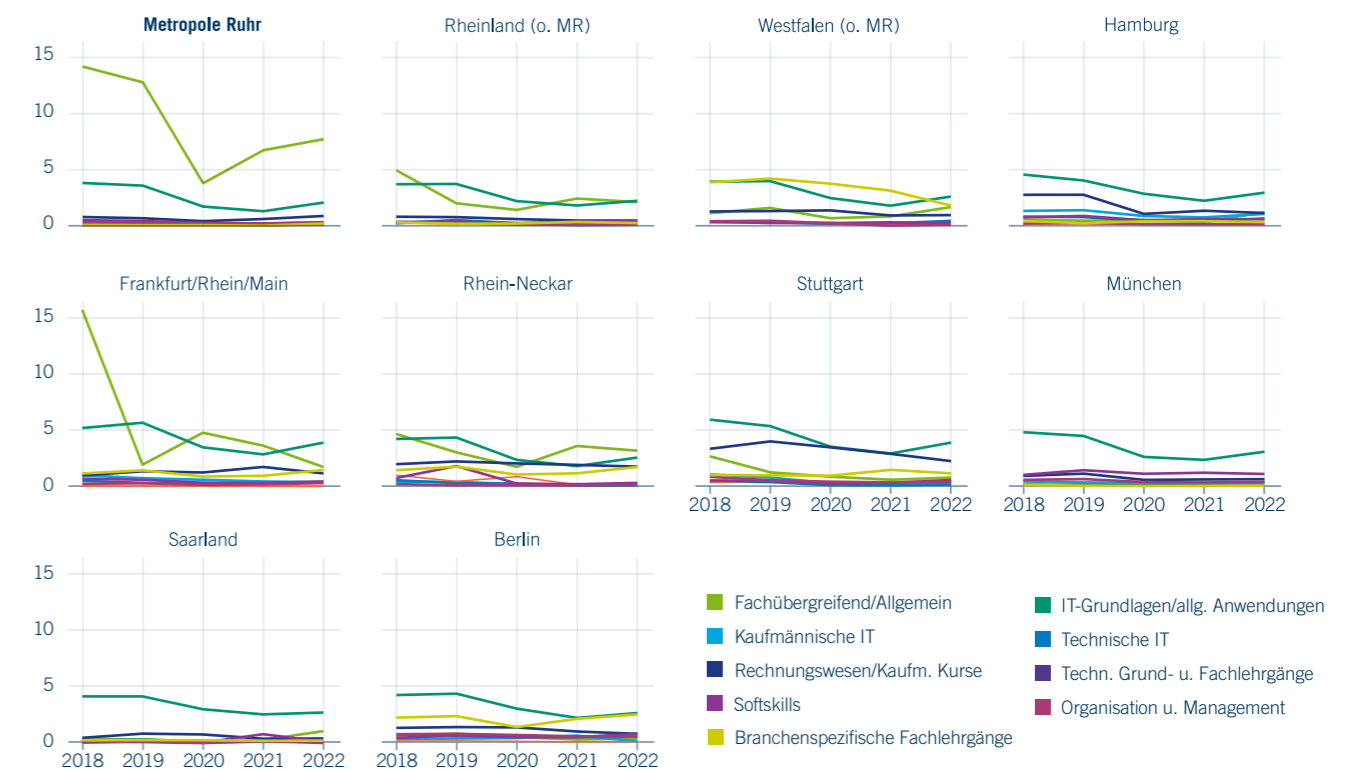 Metropole Ruhr
Rheinland (o. MR)
Westfalen (o. MR)
Hamburg
15
10
5
0
Frankfurt/Rhein/Main
Rhein-Neckar
Stuttgart
München
15
10
5
0
2018 2019 2020 2021 2022
2018 2019 2020 2021 2022
Saarland
Berlin
15
10
5
0
2018 2019 2020 2021 2022
2018 2019 2020 2021 2022
Fachübergreifend/Allgemein
Kaufmännische IT
Rechnungswesen/Kaufm. Kurse
Softskills
Branchenspezifische Fachlehrgänge
IT-Grundlagen/allg. Anwendungen
Technische IT
Techn. Grund- u. Fachlehrgänge
Organisation u. Management